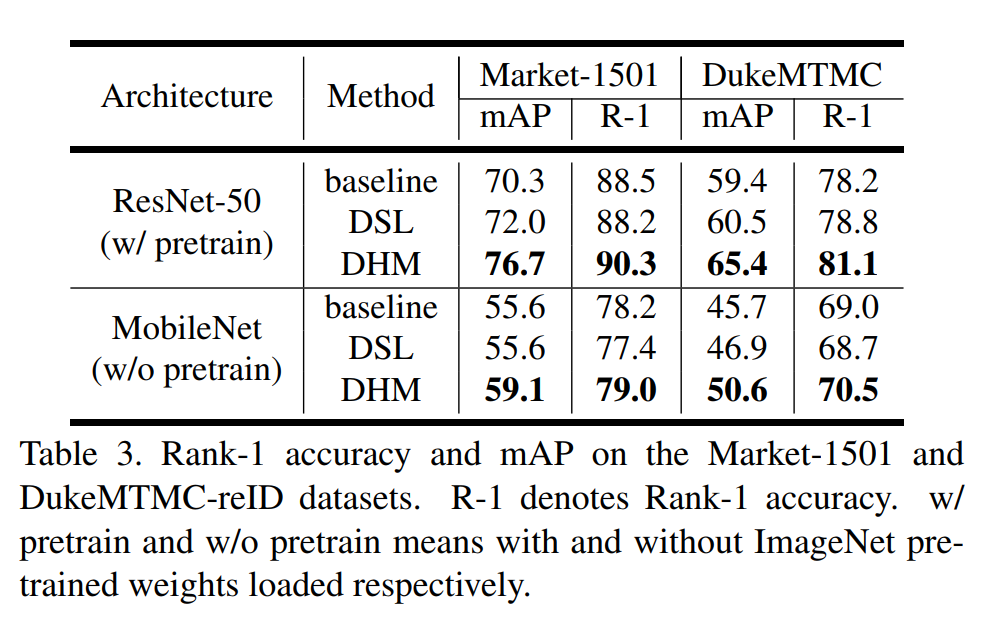 Architecture Method Market-1501 DukeMTMC
mAP R-1 mAP R-1
ResNet-50
(w/ pretrain)
baseline 70.3 88.5 59.4 78.2
DSL 72.0 88.2 60.5 78.8
DHM 76.7 90.3 65.4 81.1
MobileNet
(w/o pretrain)
baseline 55.6 78.2 45.7 69.0
DSL 55.6 77.4 46.9 68.7
DHM 59.1 79.0 50.6 70.5
Table 3. Rank-1 accuracy and mAP on the Market-1501 and
DukeMTMC-reID datasets. R-1 denotes Rank-1 accuracy. w/
pretrain and w/o pretrain means with and without ImageNet pre-
trained weights loaded respectively.